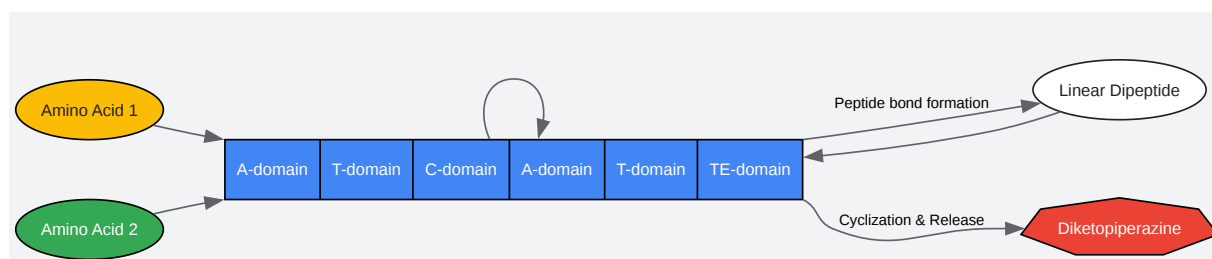 Amino Acid 1
Amino Acid 2
A-domain
T-domain
C-domain
A-domain
T-domain
TE-domain
Peptide bond formation
Linear Dipeptide
Cyclization & Release
Diketopiperazine